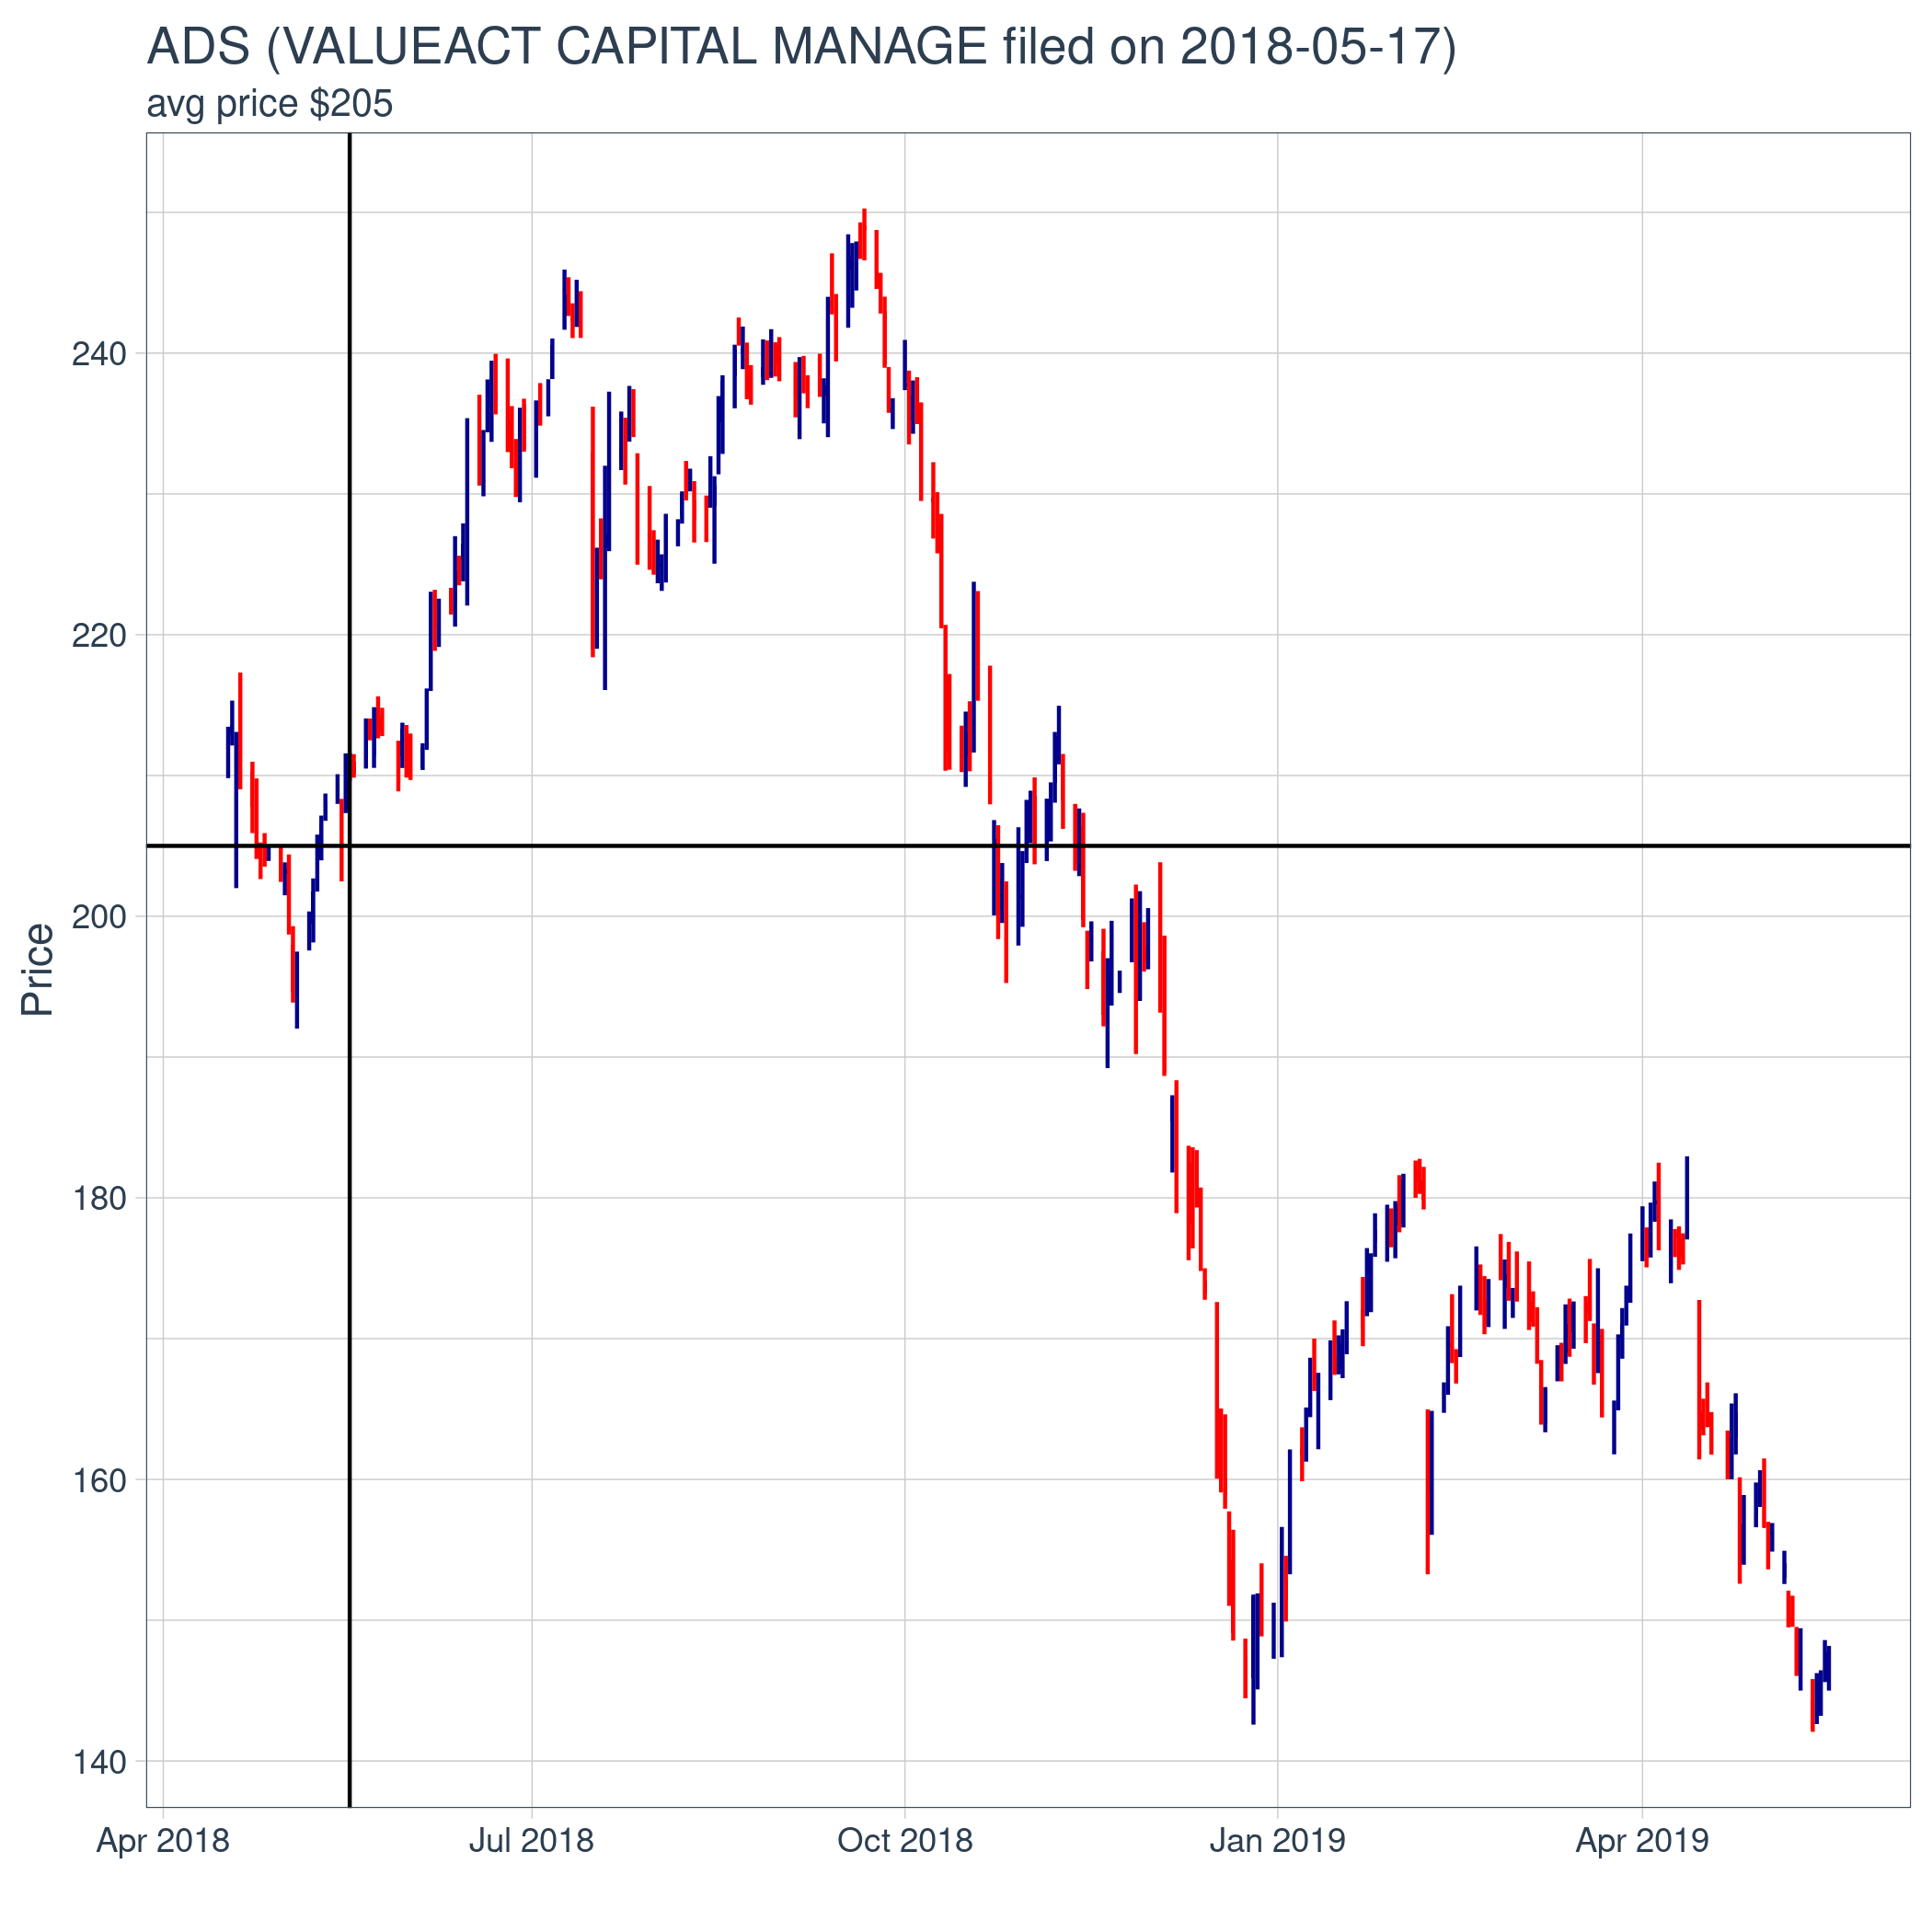 ADS (VALUEACT CAPITAL MANAGE filed on 2018-05-17)
avg price $205
240
220
200
180
160
140
Price
Apr 2018
Jul 2018
Oct 2018
Jan 2019
Apr 2019